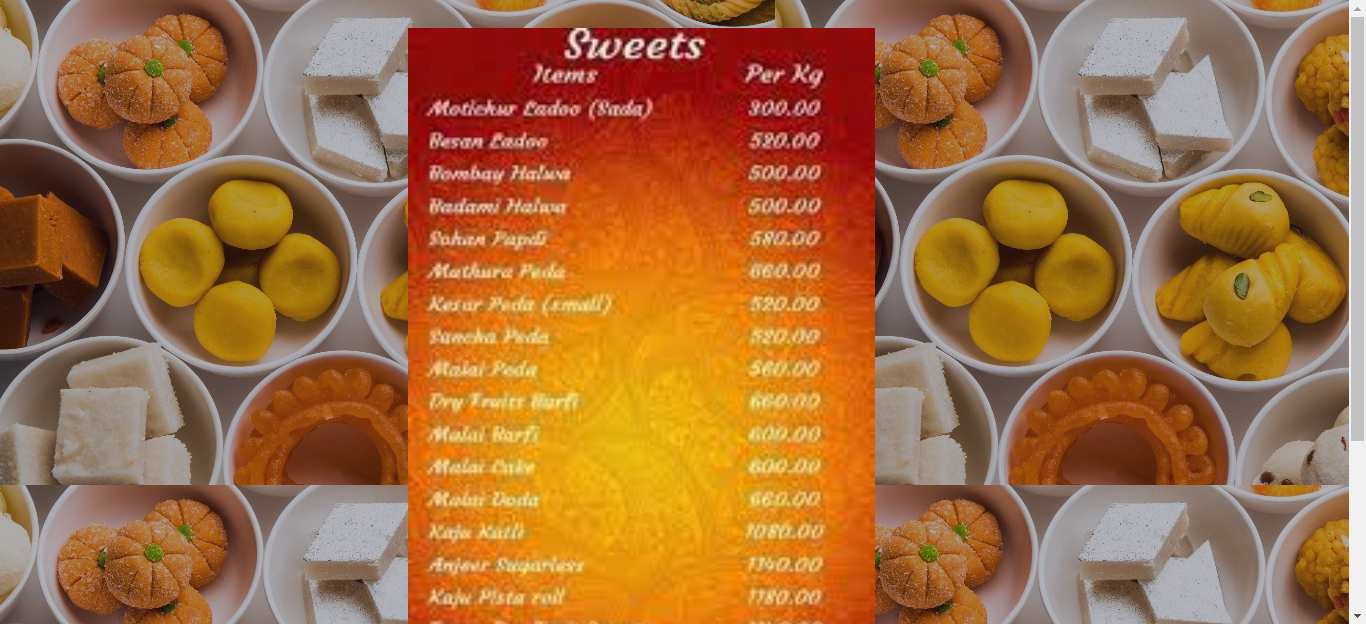 Sweets
Items Per Kg
Motichur Ladoo (Sada) 300.00
Besan Ladoo 520.00
Bombay Halwa 500.00
Badami Halwa 500.00
Sohan Papdi 580.00
Mathura Peda 660.00
Kesar Peda (small) 520.00
Suncha Peda 520.00
Malai Peda 560.00
Dry Fruits Barfi 660.00
Malai Barfi 600.00
Malai Cake 600.00
Malai Doda 660.00
Kaju Katli 1080.00
Anjeer Sugarless 1140.00
Kaju Pista roll 1180.00